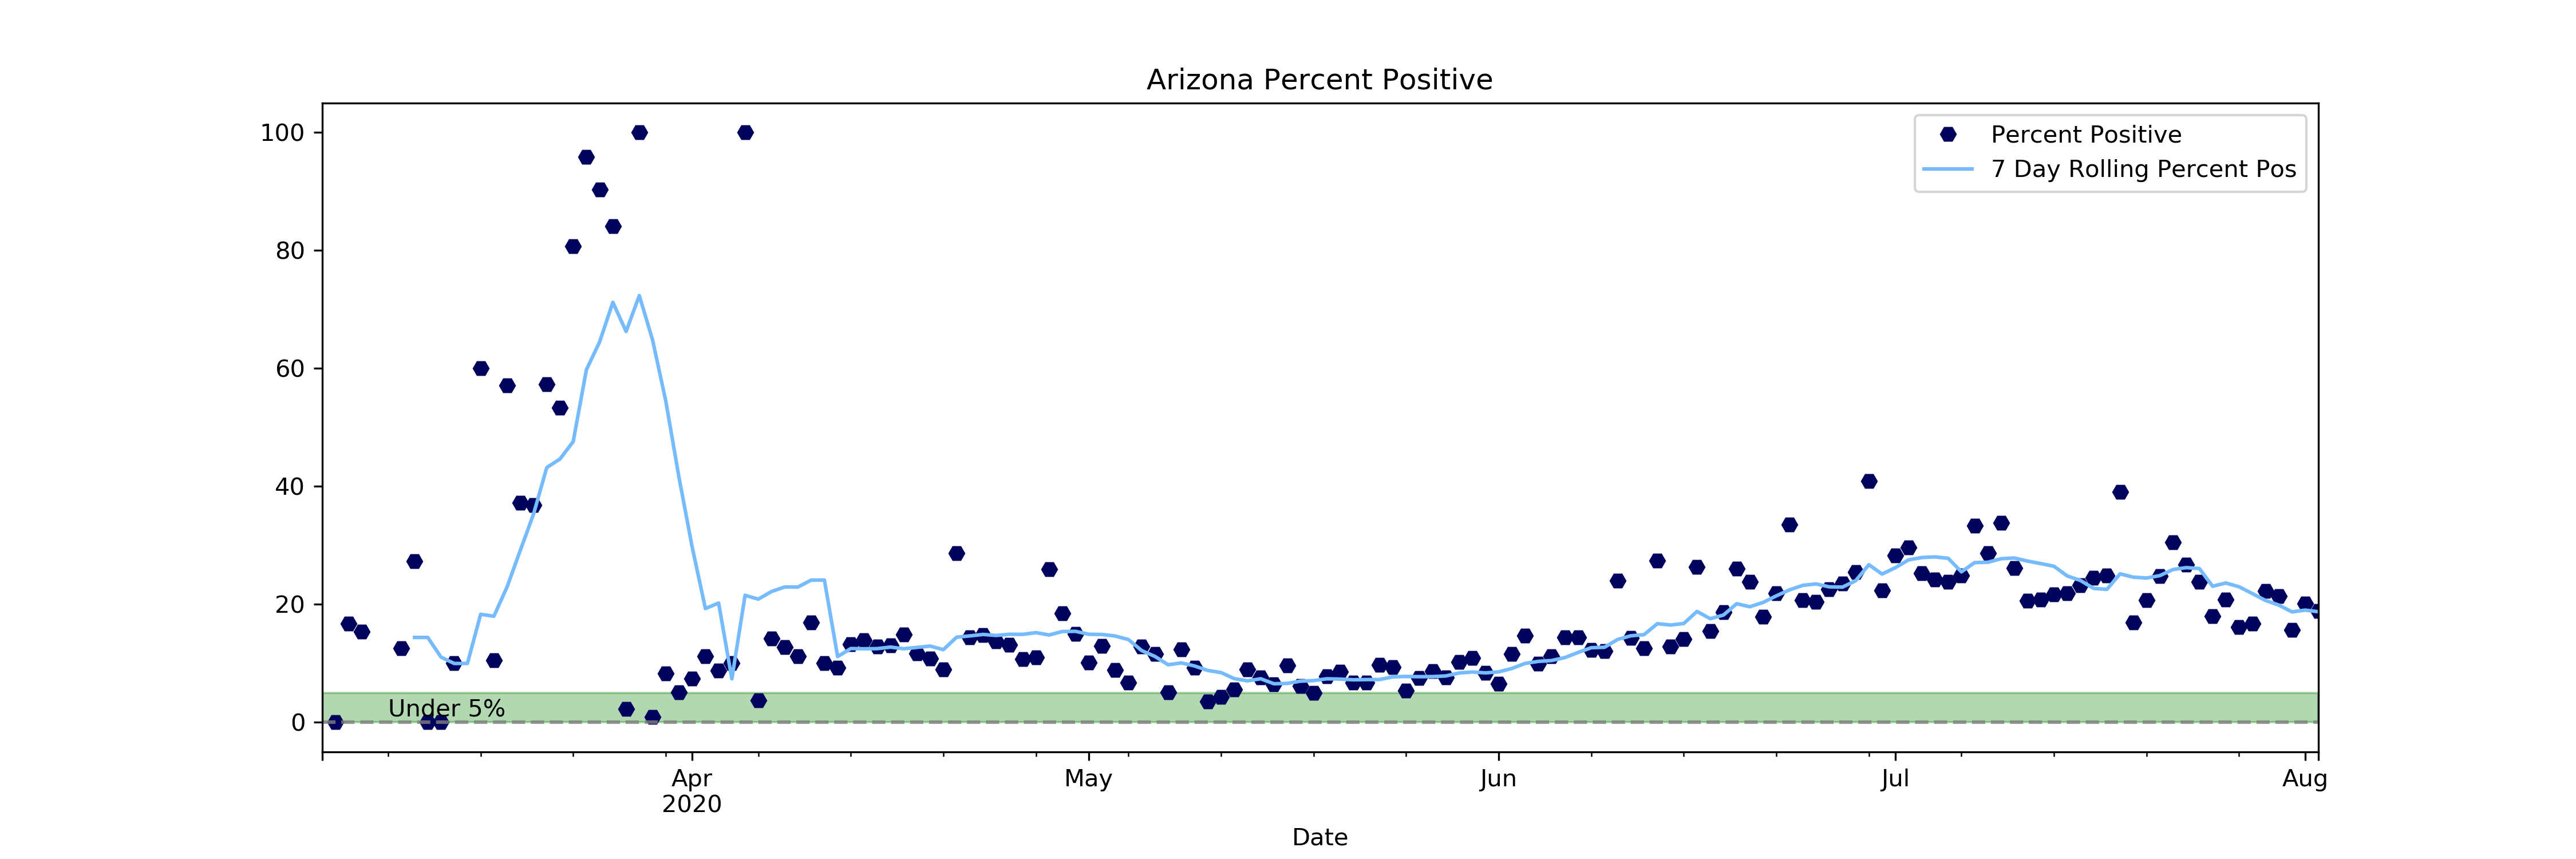 Arizona Percent Positive
100
80
60
40
20
0
Percent Positive
7 Day Rolling Percent Pos
Under 5%
Apr
2020
May
Jun
Jul
Aug
Date